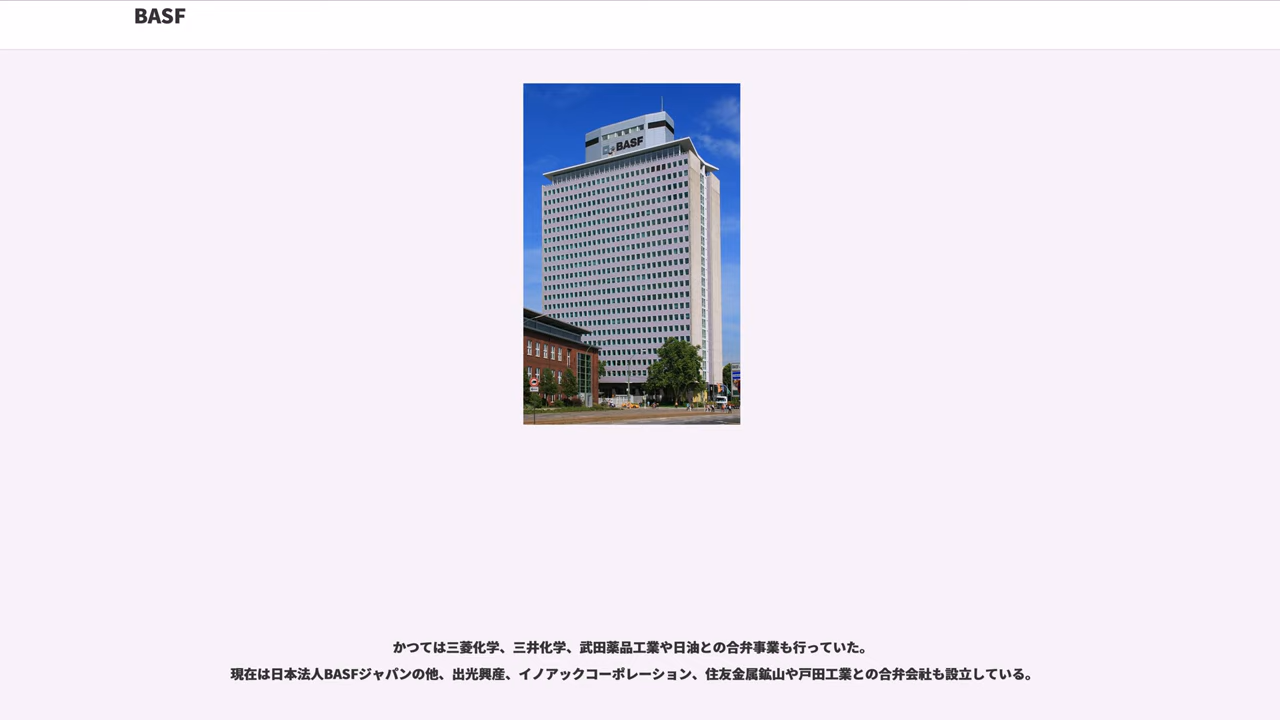 BASF
BASF
かつては三菱化学、三井化学、武田薬品工業や日油との合弁事業も行っていた。
現在は日本法人BASFジャパンの他、出光興産、イノアックコーポレーション、住友金属鉱山や戸田工業との合弁会社も設立している。